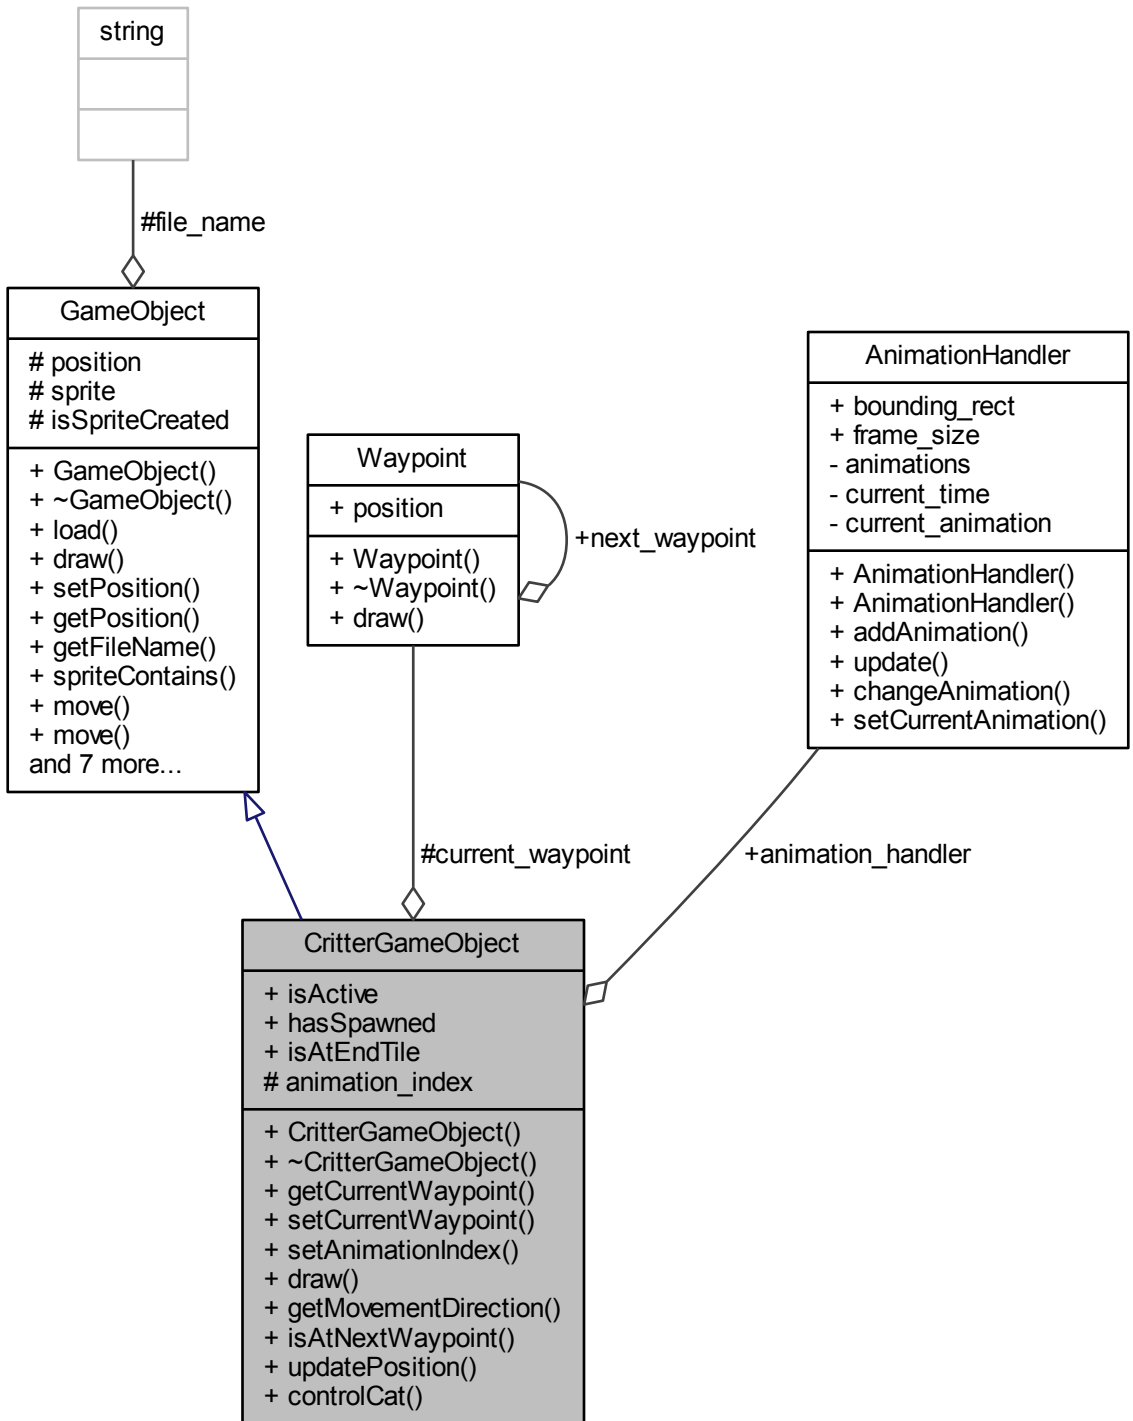 string
#file_name
GameObject
# position
# sprite
# isSpriteCreated
+ GameObject()
+ ~GameObject()
+ load()
+ draw()
+ setPosition()
+ getPosition()
+ getFileName()
+ spriteContains()
+ move()
+ move()
and 7 more...
Waypoint
+ position
+ Waypoint()
+ ~Waypoint()
+ draw()
+next_waypoint
AnimationHandler
+ bounding_rect
+ frame_size
- animations
- current_time
- current_animation
+ AnimationHandler()
+ AnimationHandler()
+ addAnimation()
+ update()
+ changeAnimation()
+ setCurrentAnimation()
#current_waypoint
+animation_handler
CritterGameObject
+ isActive
+ hasSpawned
+ isAtEndTile
# animation_index
+ CritterGameObject()
+ ~CritterGameObject()
+ getCurrentWaypoint()
+ setCurrentWaypoint()
+ setAnimationIndex()
+ draw()
+ getMovementDirection()
+ isAtNextWaypoint()
+ updatePosition()
+ controlCat()